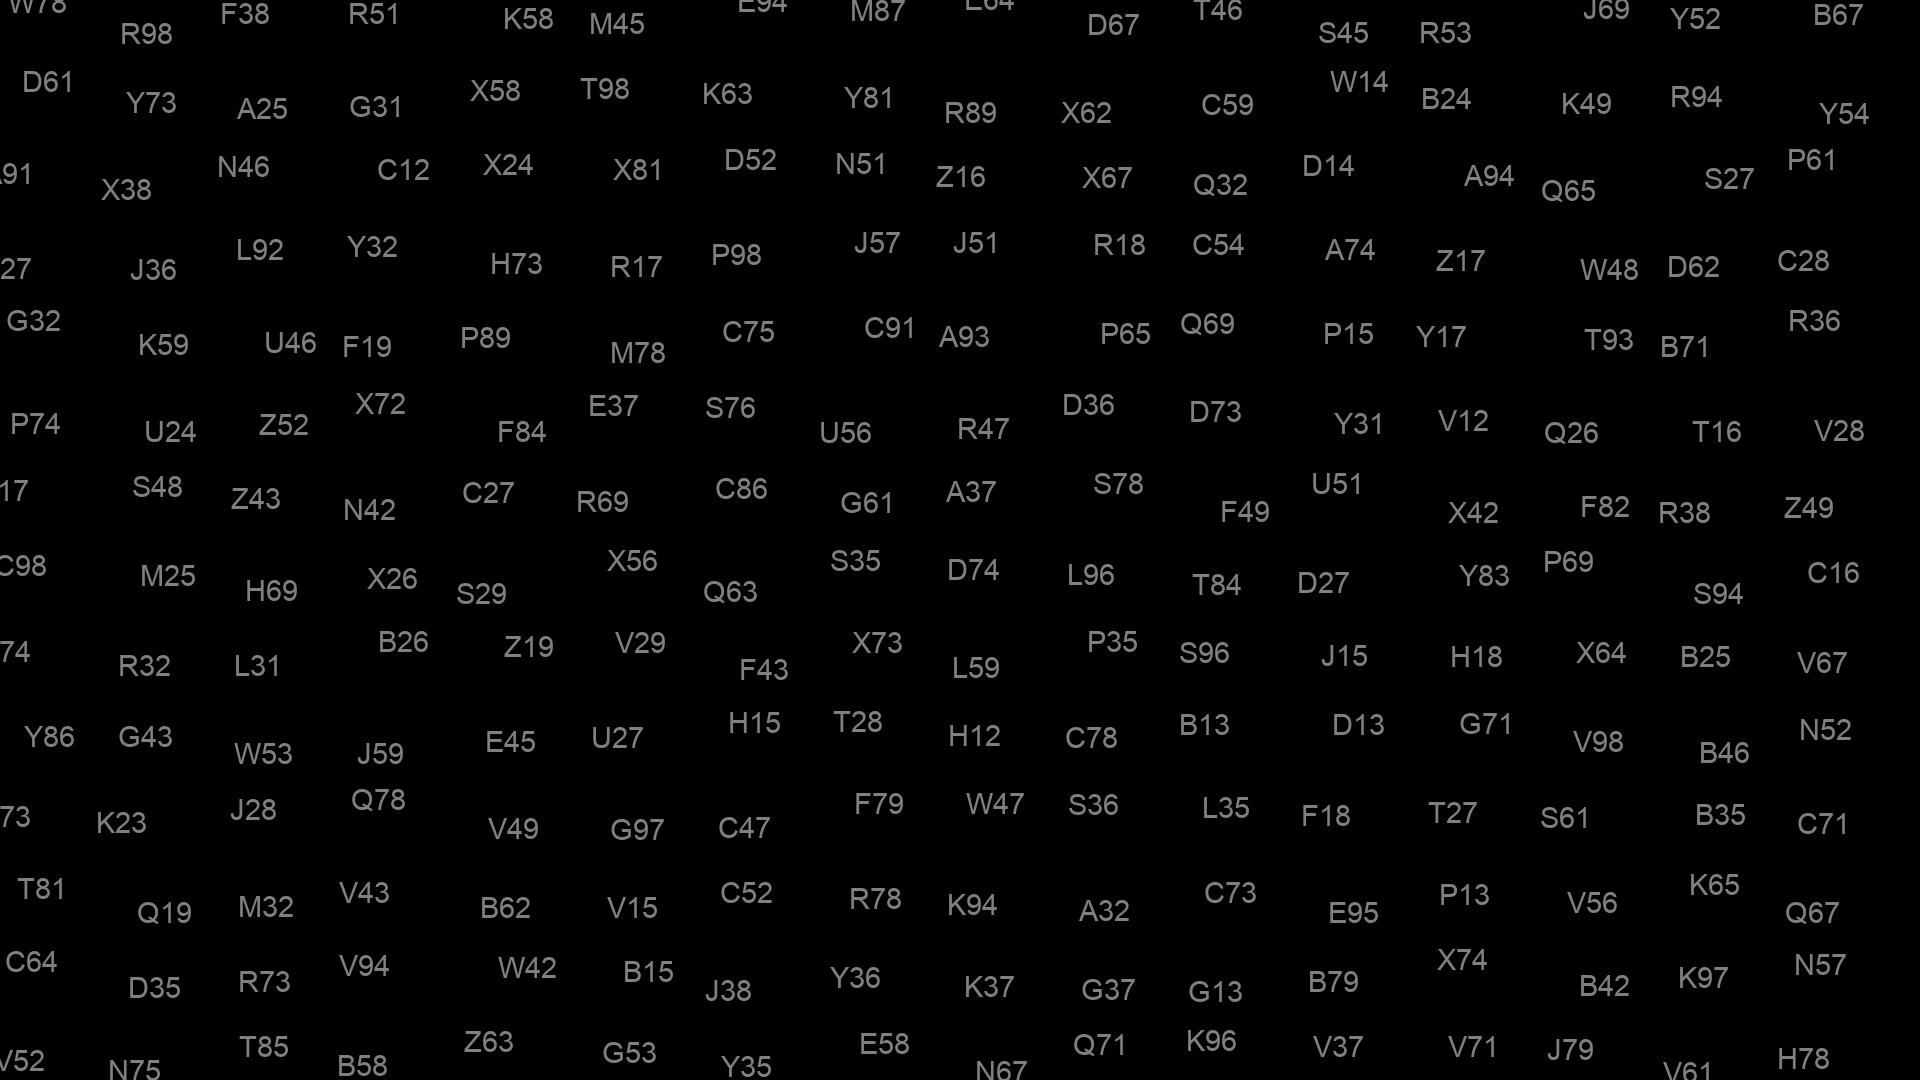 W78 R98 F38 R51 K58 M45 E94 M87 D67 T46 S45 R53 J69 Y52 B67
D61 Y73 A25 G31 X58 T98 K63 Y81 R89 X62 C59 W14 B24 K49 R94 Y54
91 X38 N46 C12 X24 X81 D52 N51 Z16 X67 Q32 D14 A94 Q65 S27 P61
27 J36 L92 Y32 H73 R17 P98 J57 J51 R18 C54 A74 Z17 W48 D62 C28
G32 K59 U46 F19 P89 M78 C75 C91 A93 P65 Q69 P15 Y17 T93 B71 R36
P74 U24 Z52 X72 F84 E37 S76 U56 R47 D36 D73 Y31 V12 Q26 T16 V28
17 S48 Z43 N42 C27 R69 C86 G61 A37 S78 F49 U51 X42 F82 R38 Z49
C98 M25 H69 X26 S29 X56 Q63 S35 D74 L96 T84 D27 Y83 P69 S94 C16
74 R32 L31 B26 Z19 V29 F43 X73 L59 P35 S96 J15 H18 X64 B25 V67
Y86 G43 W53 J59 E45 U27 H15 T28 H12 C78 B13 D13 G71 V98 B46 N52
73 K23 J28 Q78 V49 G97 C47 F79 W47 S36 L35 F18 T27 S61 B35 C71
T81 Q19 M32 V43 B62 V15 C52 R78 K94 A32 C73 E95 P13 V56 K65 Q67
C64 D35 R73 V94 W42 B15 J38 Y36 K37 G37 G13 B79 X74 B42 K97 N57
V52 N75 T85 B58 Z63 G53 Y35 E58 N67 Q71 K96 V37 V71 J79 V61 H78